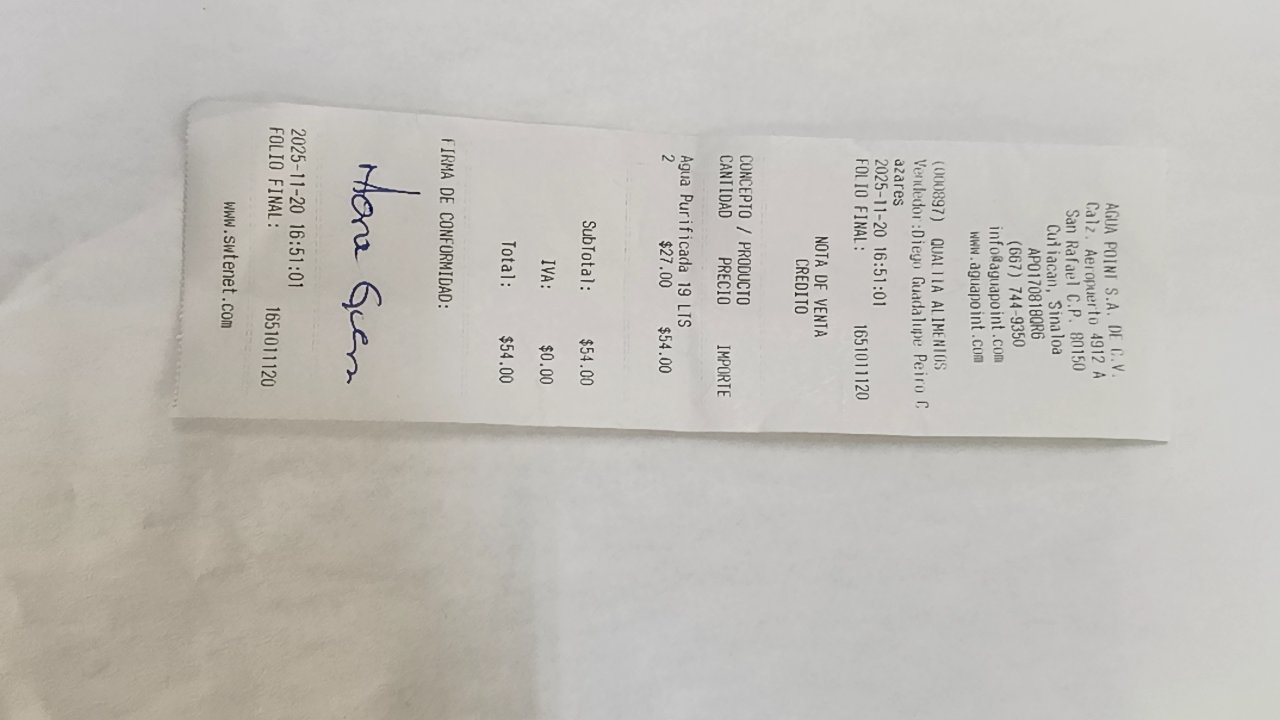 AGUA POINT S.A. DE C.V.
Calz. Aeropuerto 4912 A
San Rafael C.P. 80150
Culiacan, Sinaloa
APO170818QR6
(667) 744-9350
info@aguapoint.com
www.aguapoint.com
(000897) QUALITA ALIMENTOS
Vendedor:Diego Guadalupe Peiro C
azares
2025-11-20 16:51:01
FOLIO FINAL: 1651011120
NOTA DE VENTA
CREDITO
CONCEPTO / PRODUCTO
CANTIDAD PRECIO IMPORTE
Agua Purificada 19 LTS
2 $27.00 $54.00
SubTotal: $54.00
IVA: $0.00
Total: $54.00
FIRMA DE CONFORMIDAD:
2025-11-20 16:51:01
FOLIO FINAL: 1651011120
www.swtenet.com